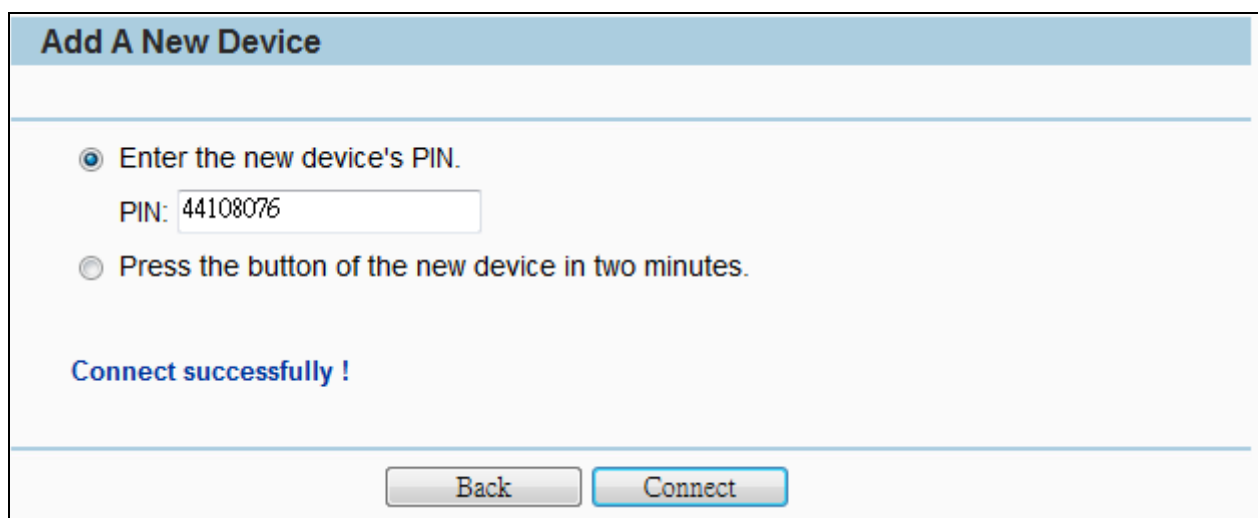 Add A New Device
Enter the new device's PIN.
PIN: 44108076
Press the button of the new device in two minutes.
Connect successfully !
Back Connect